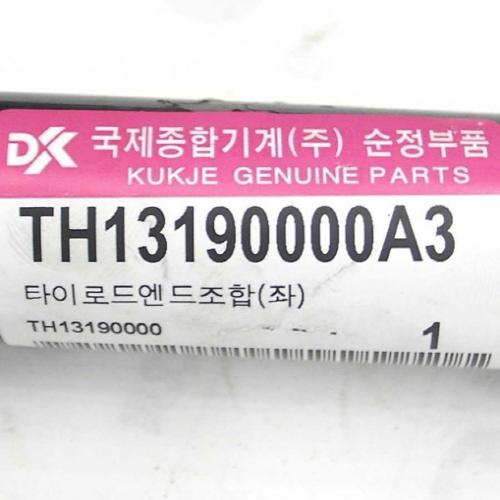 DK 국제종합기계(주) 순정부품
KUKJE GENUINE PARTS
TH13190000A3
타이로드엔드조합(좌)
TH13190000
1